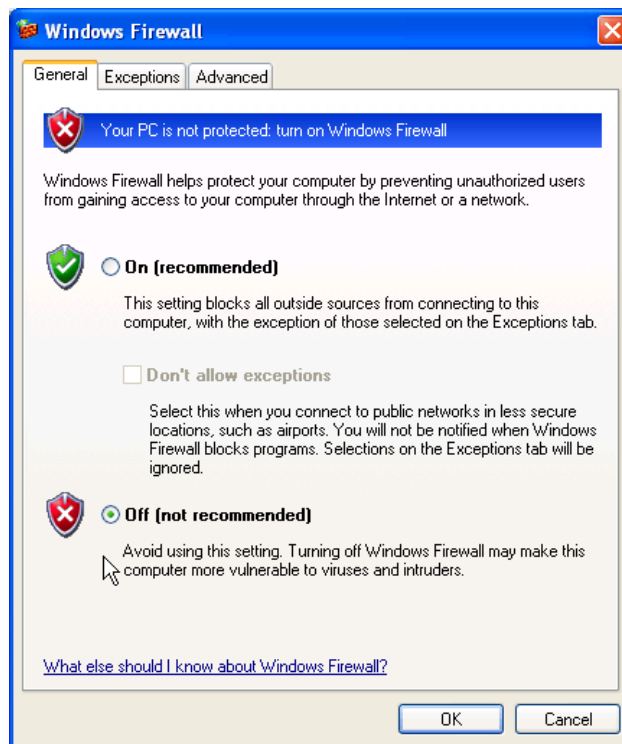 Windows Firewall
General Exceptions Advanced
Your PC is not protected: turn on Windows Firewall
Windows Firewall helps protect your computer by preventing unauthorized users
from gaining access to your computer through the Internet or a network.
On (recommended)
This setting blocks all outside sources from connecting to this
computer, with the exception of those selected on the Exceptions tab.
Don't allow exceptions
Select this when you connect to public networks in less secure
locations, such as airports. You will not be notified when Windows
Firewall blocks programs. Selections on the Exceptions tab will be
ignored.
Off (not recommended)
Avoid using this setting. Turning off Windows Firewall may make this
computer more vulnerable to viruses and intruders.
What else should I know about Windows Firewall?
OK Cancel